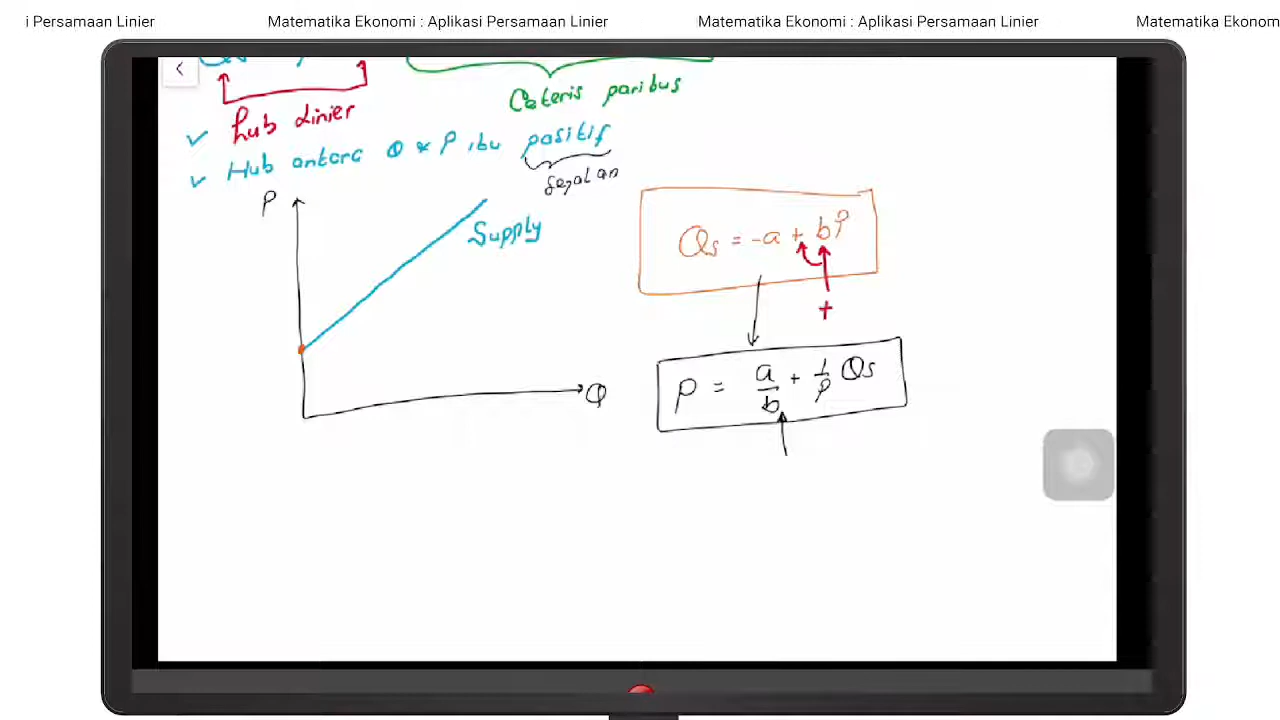 i Persamaan Linier Matematika Ekonomi : Aplikasi Persamaan Linier Matematika Ekonomi : Aplikasi Persamaan Linier Matematika Ekonom
Ceteris paribus
✓ hub Linier
✓ Hub antara Q & P itu positif
Sejalan
P
Supply
Qs = -a + bP
+
P = a/b + 1/P Qs
Q